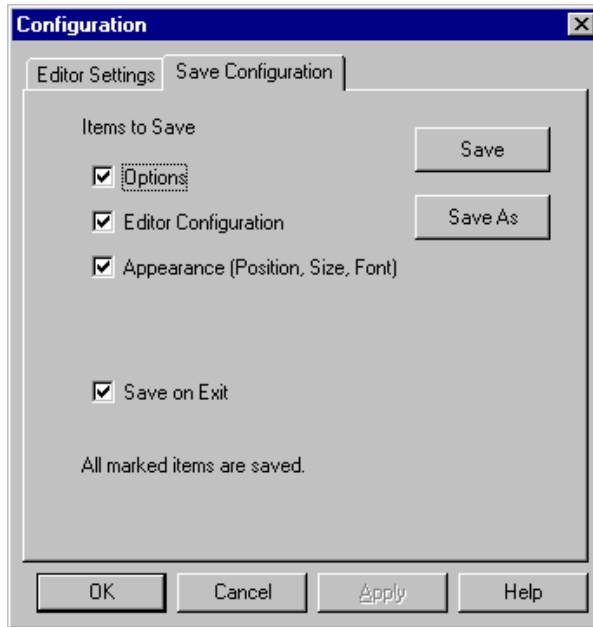 Configuration
Editor Settings
Save Configuration
Items to Save
Save
Options
Editor Configuration
Save As
Appearance (Position, Size, Font)
Save on Exit
All marked items are saved.
OK
Cancel
Apply
Help